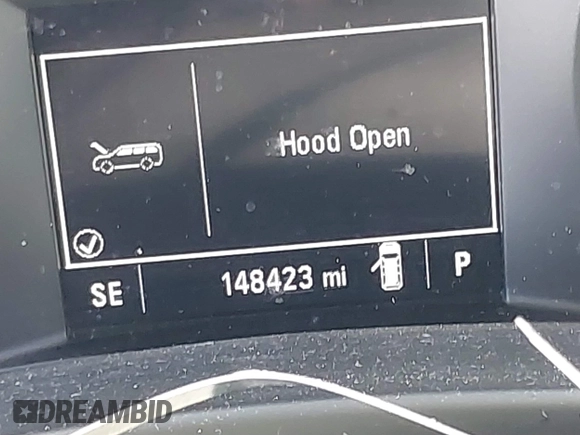 Hood Open
SE 148423 mi P
DREAMBID